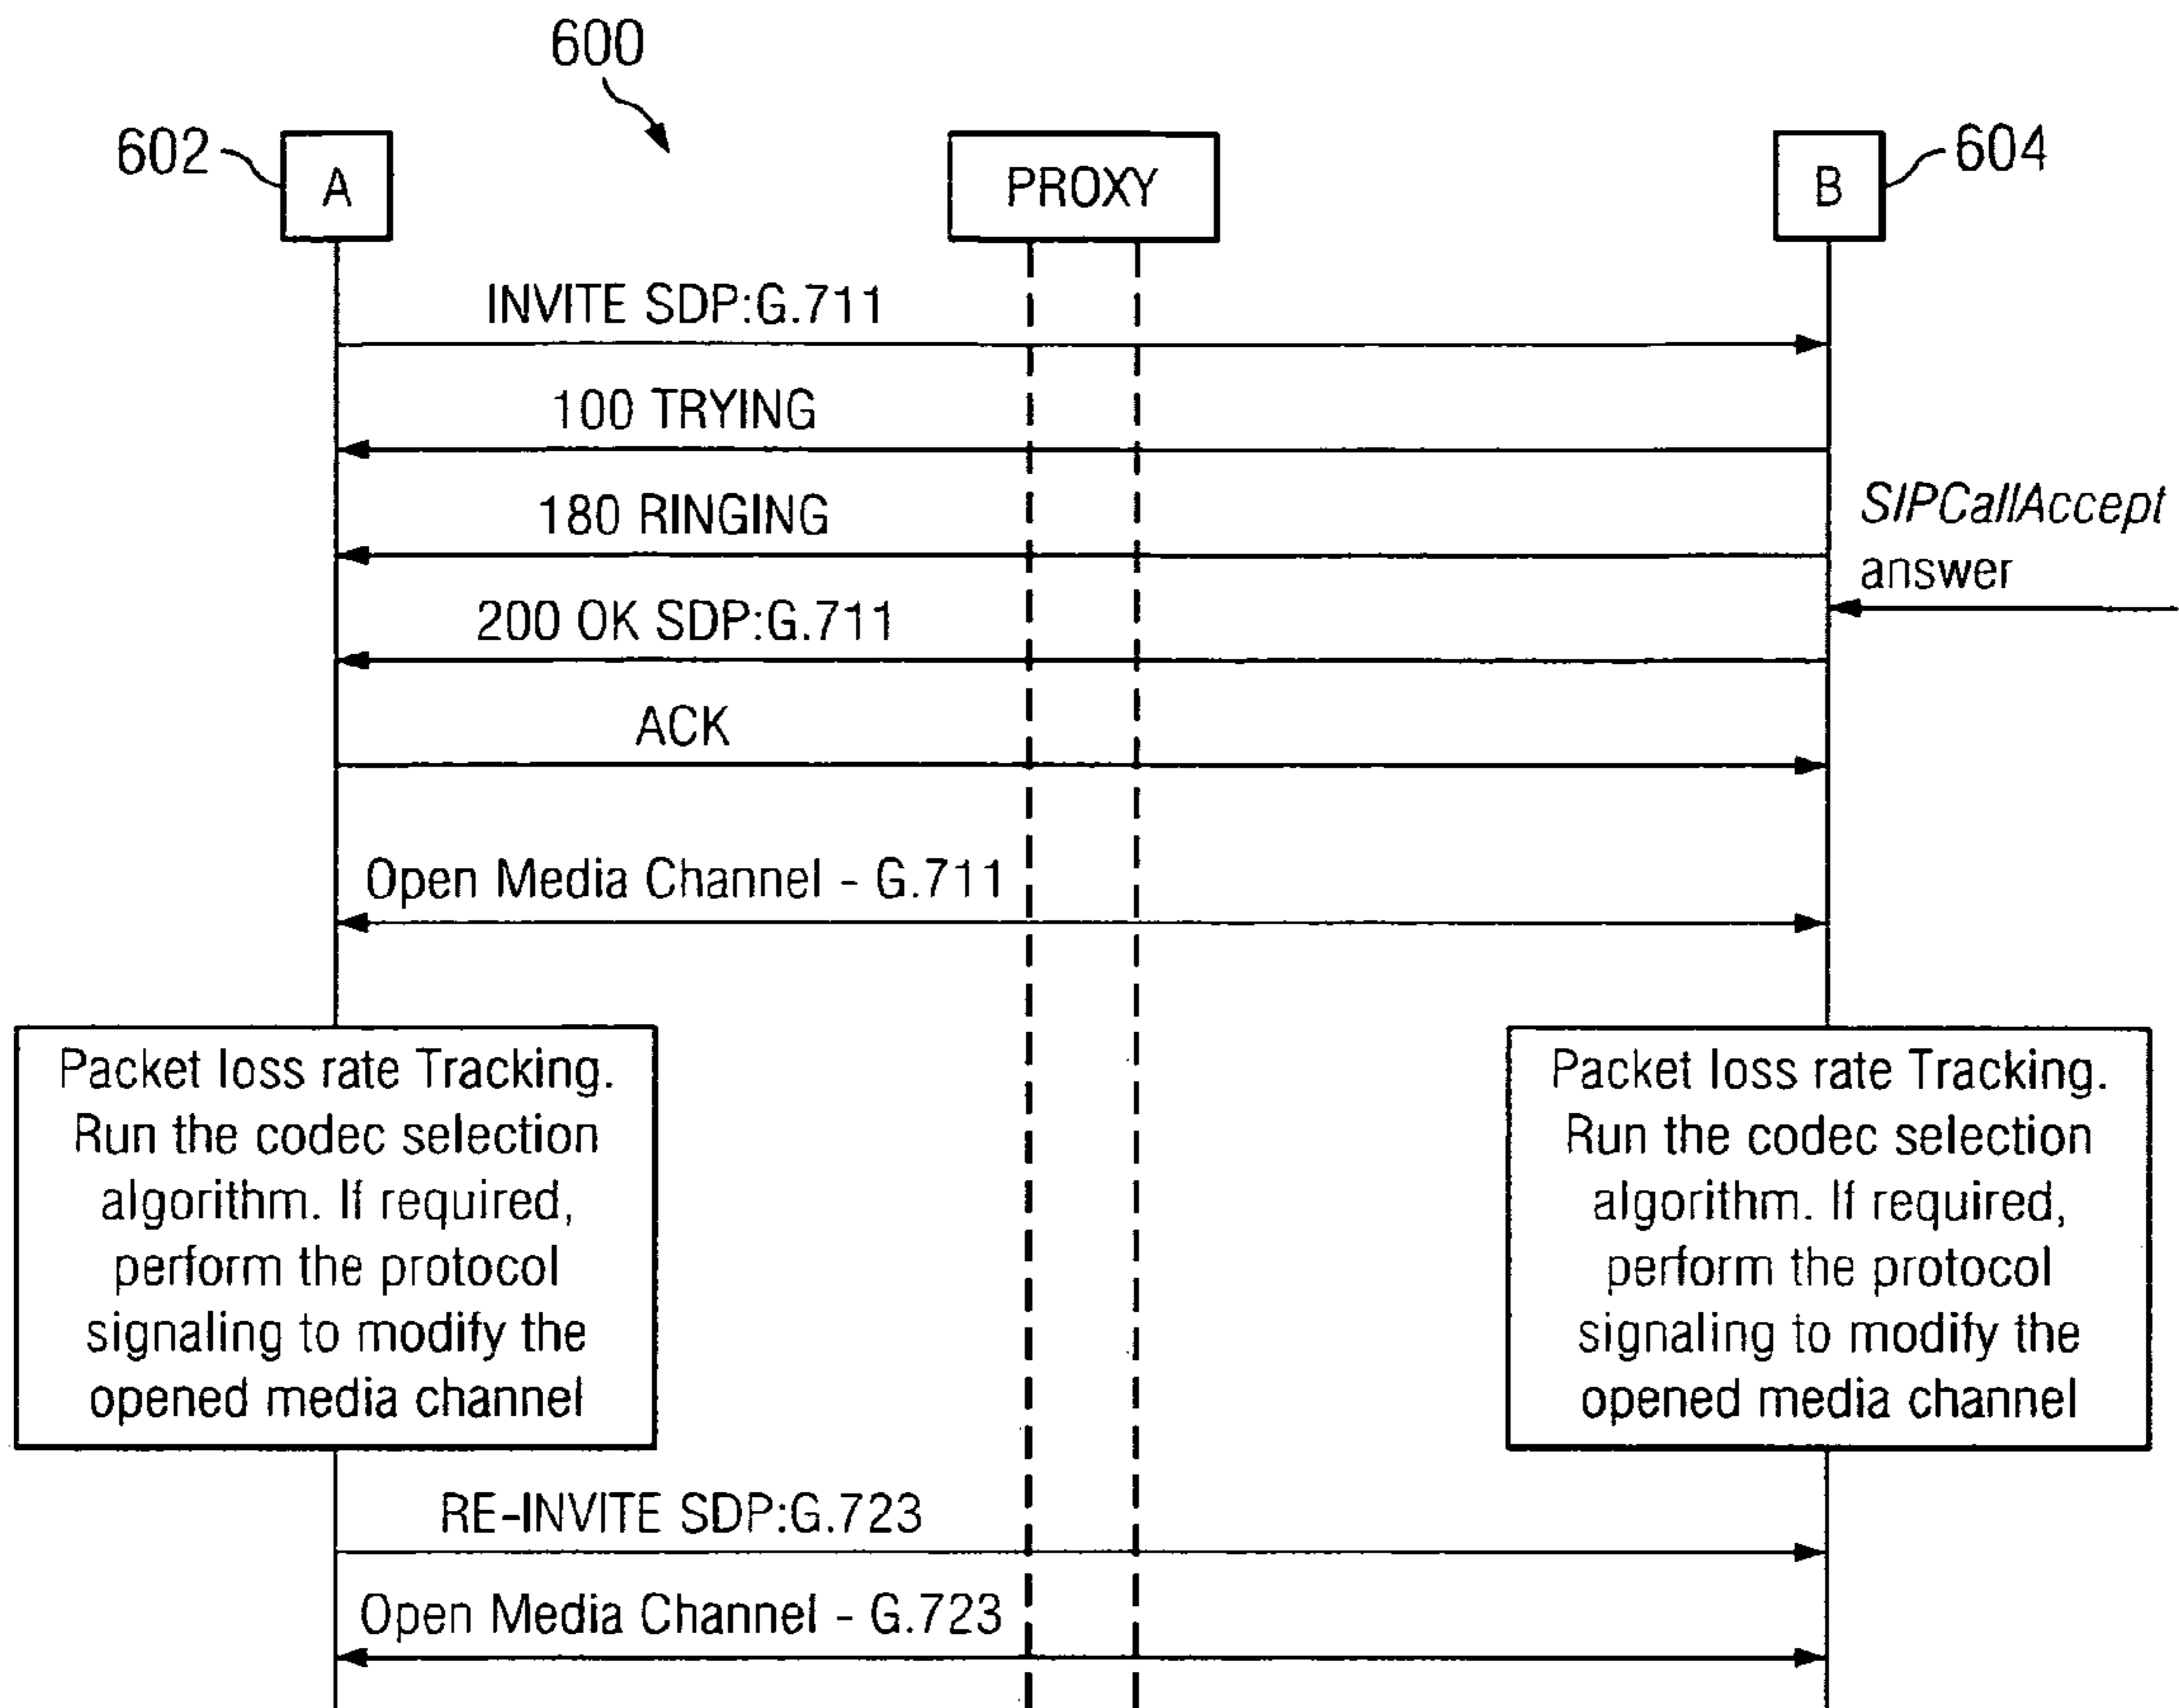 600
602
A
PROXY
B
604
INVITE SDP:G.711
100 TRYING
180 RINGING
SIPCallAccept
answer
200 OK SDP:G.711
ACK
Open Media Channel - G.711
Packet loss rate Tracking.
Run the codec selection
algorithm. If required,
perform the protocol
signaling to modify the
opened media channel
Packet loss rate Tracking.
Run the codec selection
algorithm. If required,
perform the protocol
signaling to modify the
opened media channel
RE-INVITE SDP:G.723
Open Media Channel - G.723